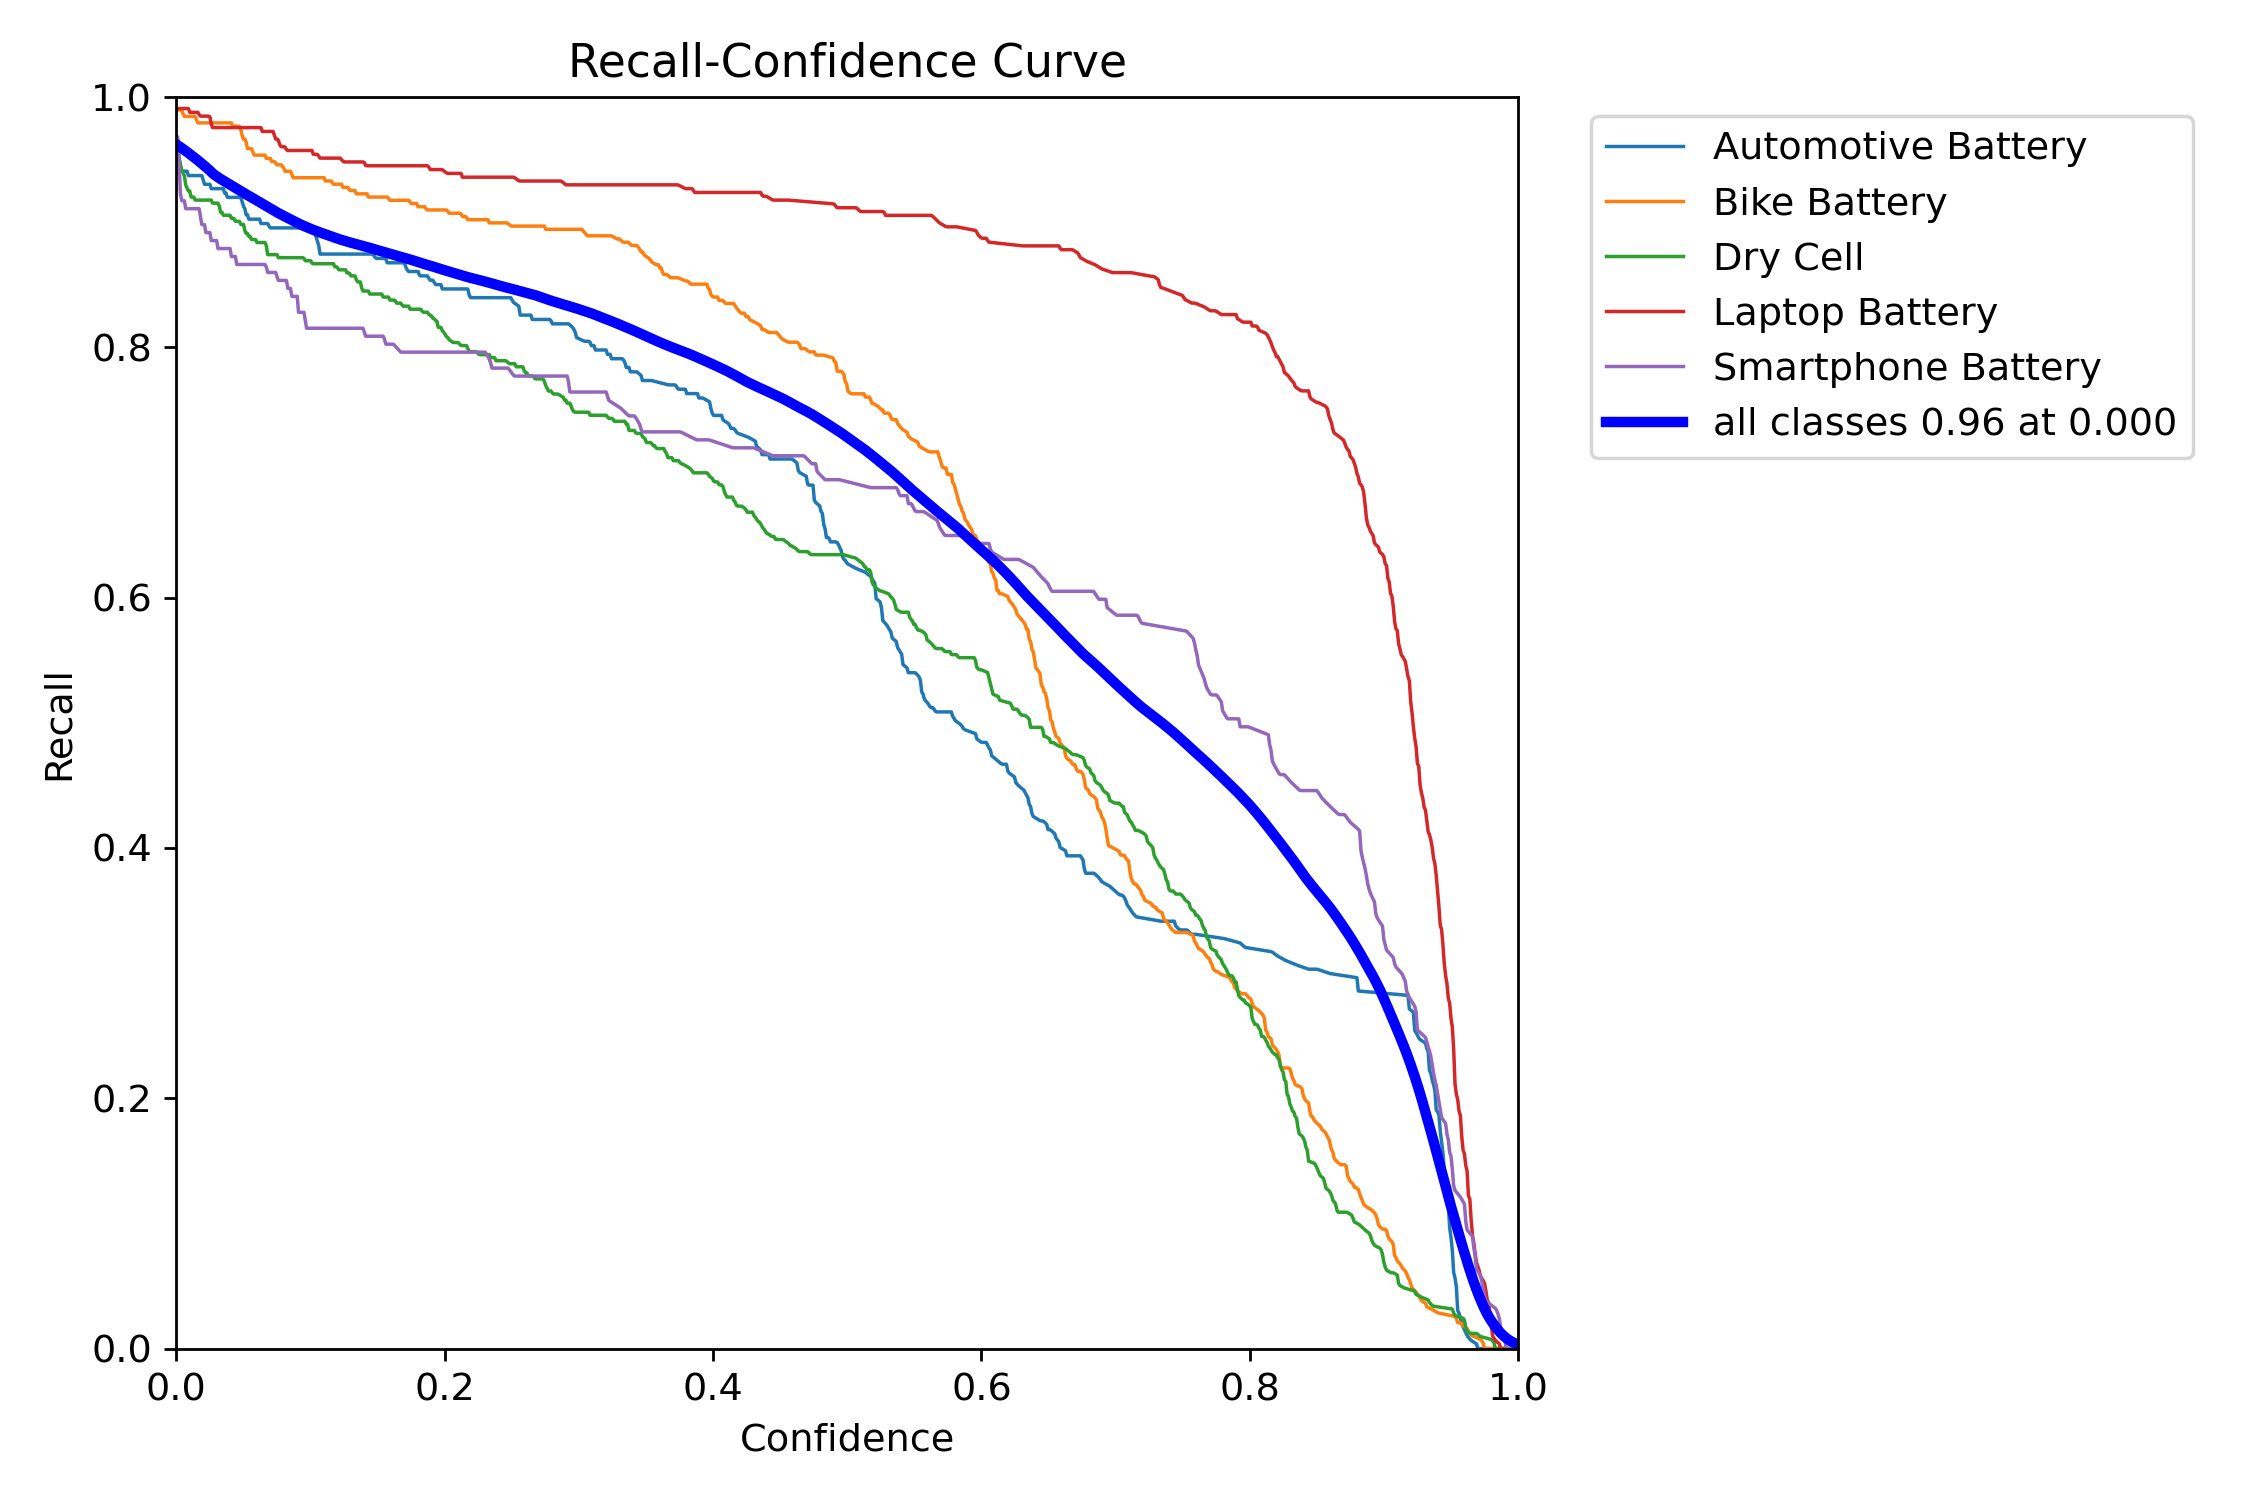 Recall-Confidence Curve
1.0
0.8
0.6
0.4
0.2
0.0
Recall
0.0 0.2 0.4 0.6 0.8 1.0
Confidence
Automotive Battery
Bike Battery
Dry Cell
Laptop Battery
Smartphone Battery
all classes 0.96 at 0.000